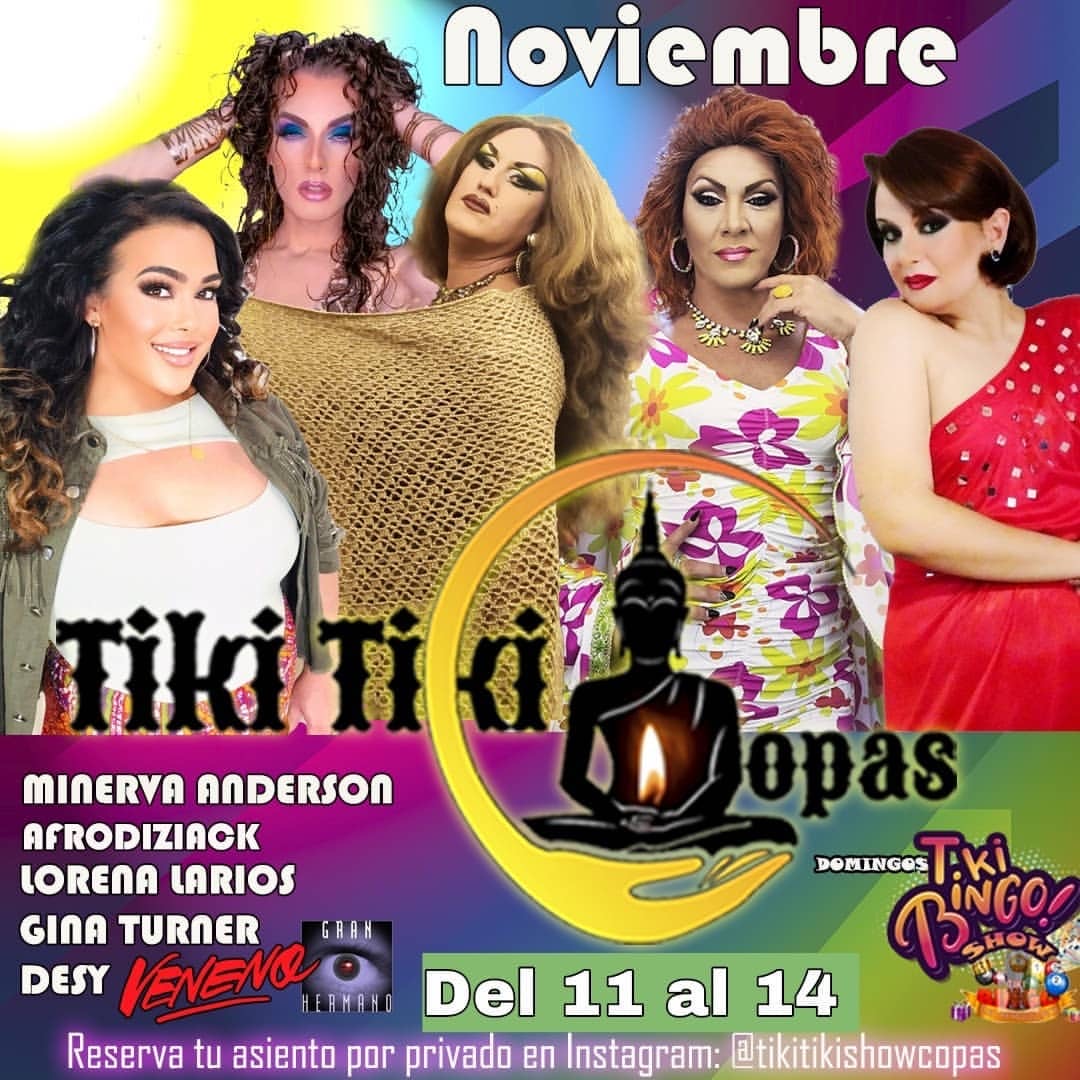 Noviembre
Tiki Tiki
Copas
MINERVA ANDERSON
AFRODIZIACK
LORENA LARIOS
GINA TURNER
DESY VENENO
GRAN
HERMANO
DOMINGOS
TiKi
BINGO!
SHOW
Del 11 al 14
Reserva tu asiento por privado en Instagram: @tikitikishowcopas